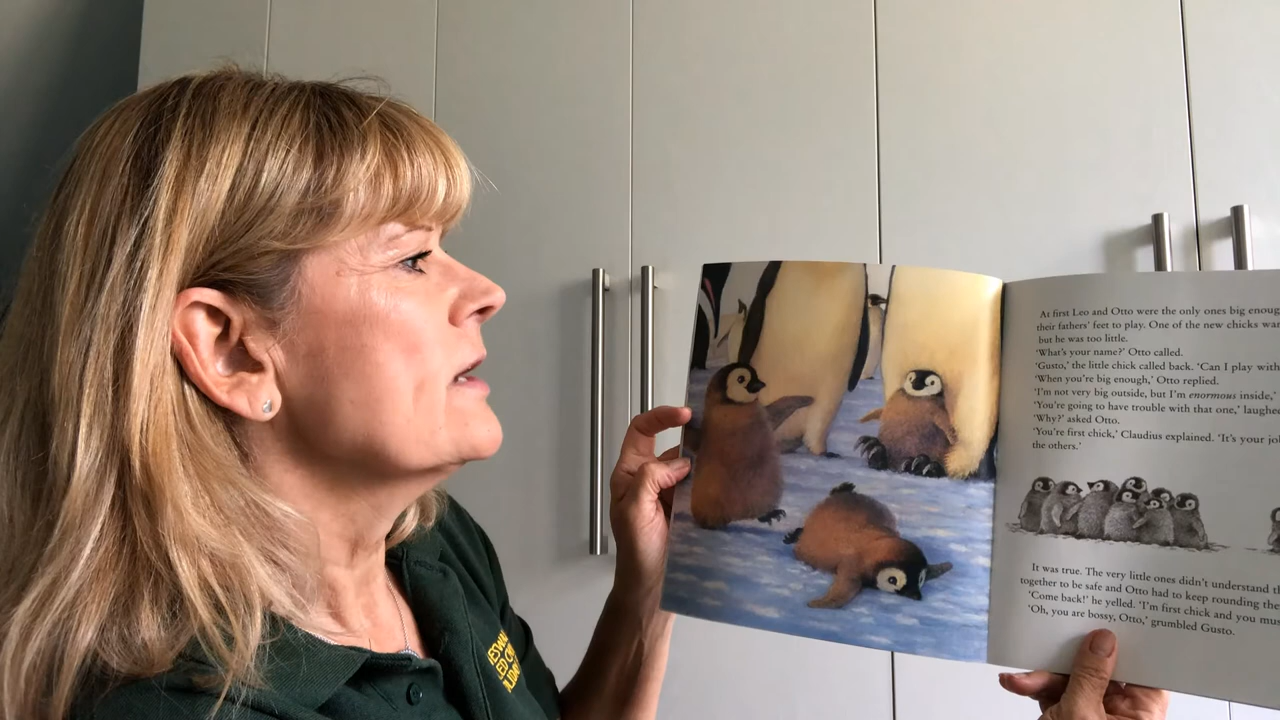 At first Leo and Otto were the only ones big enoug
their fathers' feet to play. One of the new chicks wa
but he was too little.
'What's your name?' Otto called.
'Gusto,' the little chick called back. 'Can I play with
'When you're big enough,' Otto replied.
'I'm not very big outside, but I'm enormous inside,'
'You're going to have trouble with that one,' laughe
'Why?' asked Otto.
'You're first chick,' Claudius explained. 'It's your jo
the others.'
It was true. The very little ones didn't understand t
together to be safe and Otto had to keep rounding the
'Come back!' he yelled. 'I'm first chick and you mus
'Oh, you are bossy, Otto,' grumbled Gusto.